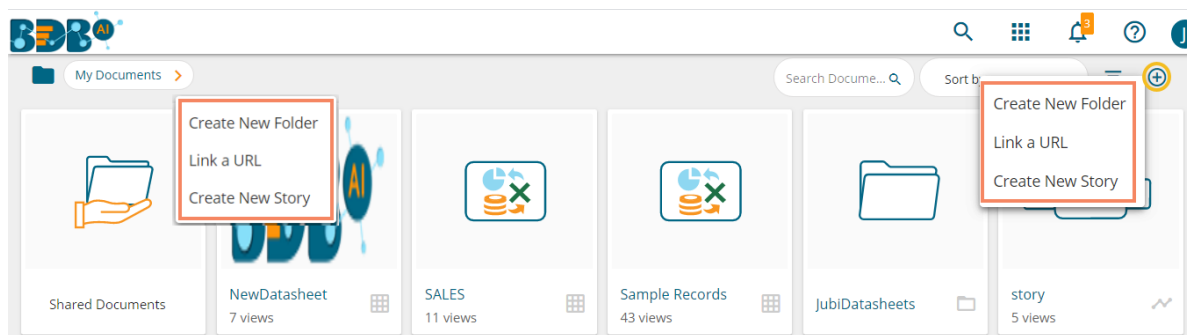 BDB AI
3
J
My Documents
Search Docume...
Sort b
Create New Folder
Link a URL
Create New Story
Create New Folder
Link a URL
Create New Story
AI
BDB
Shared Documents
NewDatasheet
7 views
SALES
11 views
Sample Records
43 views
JubiDatasheets
story
5 views